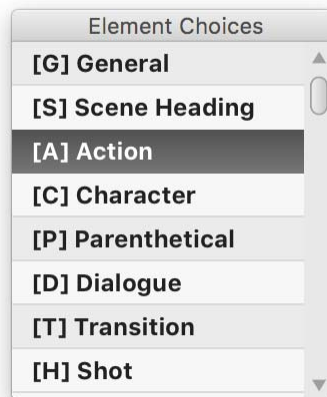 Element Choices
[G] General
[S] Scene Heading
[A] Action
[C] Character
[P] Parenthetical
[D] Dialogue
[T] Transition
[H] Shot